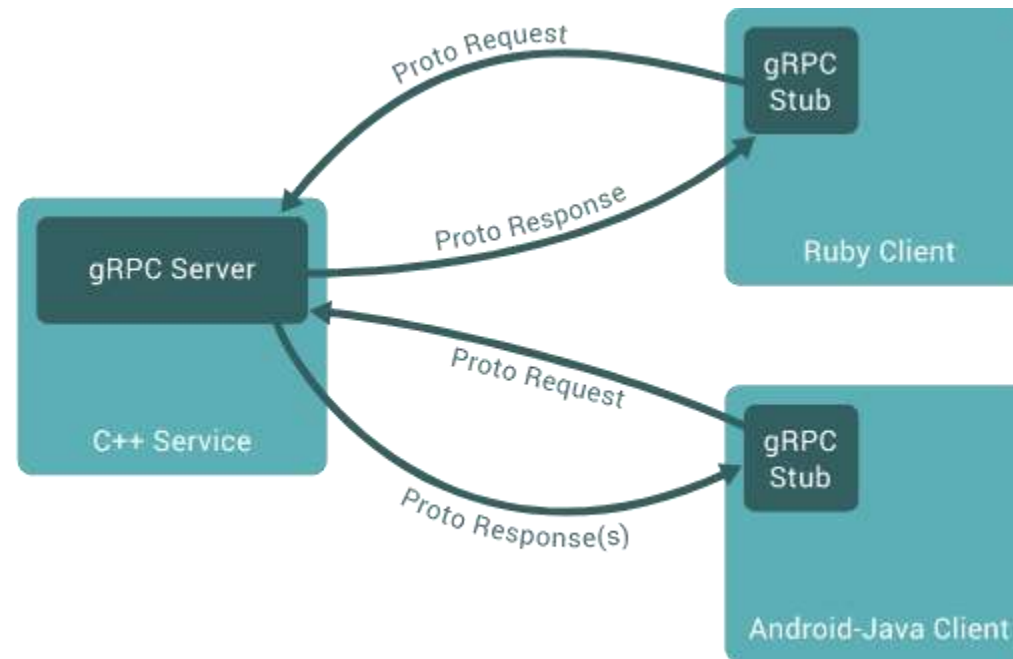 Proto Request
gRPC
Stub
Proto Response
Ruby Client
gRPC Server
C++ Service
Proto Request
gRPC
Stub
Proto Response(s)
Android-Java Client